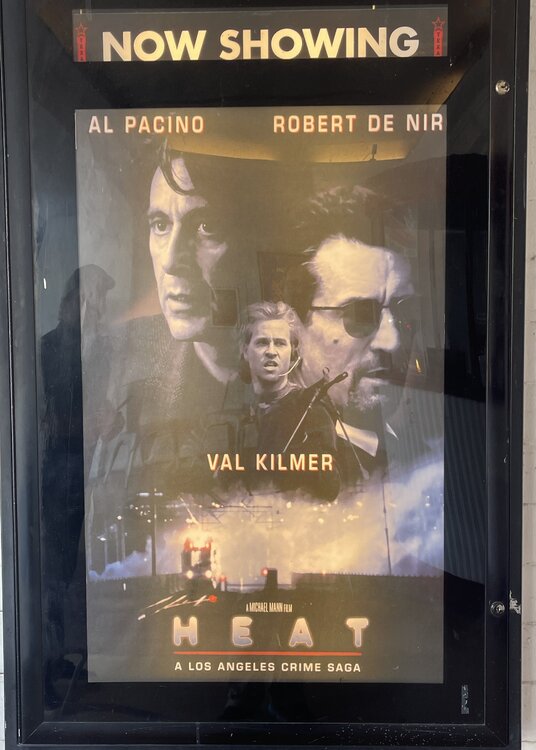 NOW SHOWING
AL PACINO ROBERT DE NIR
VAL KILMER
A MICHAEL MANN FILM
HEAT
A LOS ANGELES CRIME SAGA